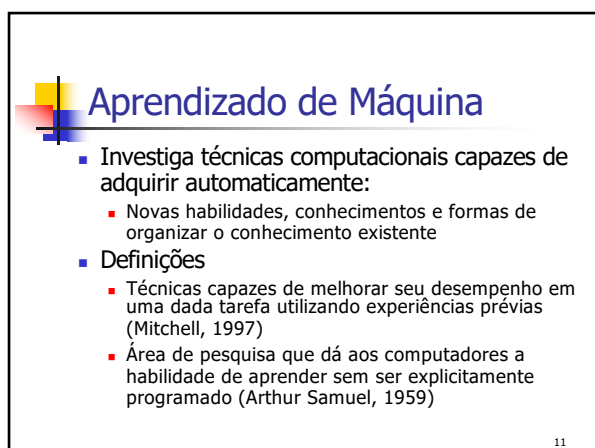 Aprendizado de Máquina
Investiga técnicas computacionais capazes de
adquirir automaticamente:
Novas habilidades, conhecimentos e formas de
organizar o conhecimento existente
Definições
Técnicas capazes de melhorar seu desempenho em
uma dada tarefa utilizando experiências prévias
(Mitchell, 1997)
Área de pesquisa que dá aos computadores a
habilidade de aprender sem ser explicitamente
programado (Arthur Samuel, 1959)
11